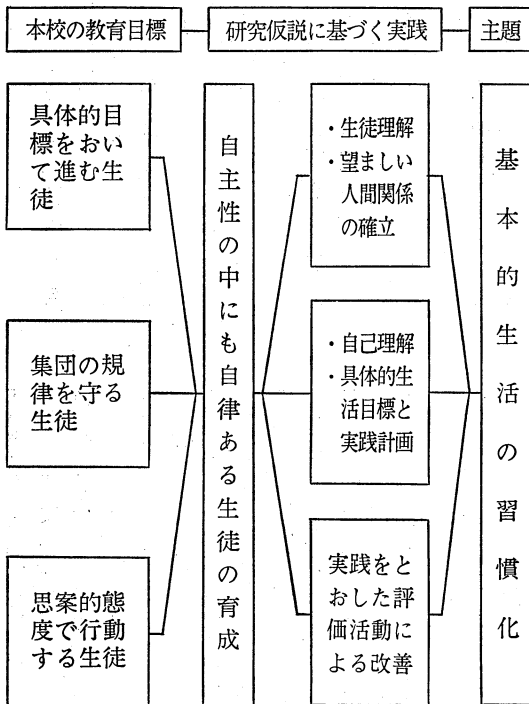 本校の教育目標
研究仮説に基づく実践
主題
具体的目
標をおい
て進む生
徒
集団の規
律を守る
生徒
思案的態
度で行動
する生徒
自主性の中にも自律ある生徒の育成
・生徒理解
・望ましい
人間関係
の確立
・自己理解
・具体的生
活目標と
実践計画
実践をと
おした評
価活動に
よる改善
基本的生活の習慣化